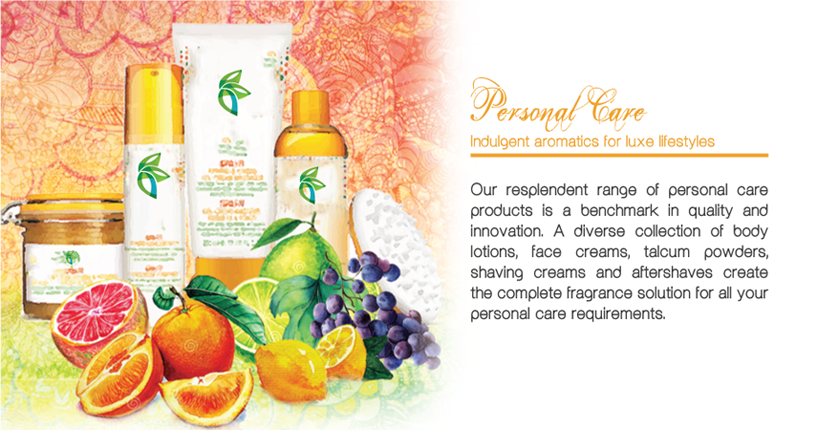 Personal Care
Indulgent aromatics for luxe lifestyles
Our resplendent range of personal care
products is a benchmark in quality and
innovation. A diverse collection of body
lotions, face creams, talcum powders,
shaving creams and aftershaves create
the complete fragrance solution for all your
personal care requirements.